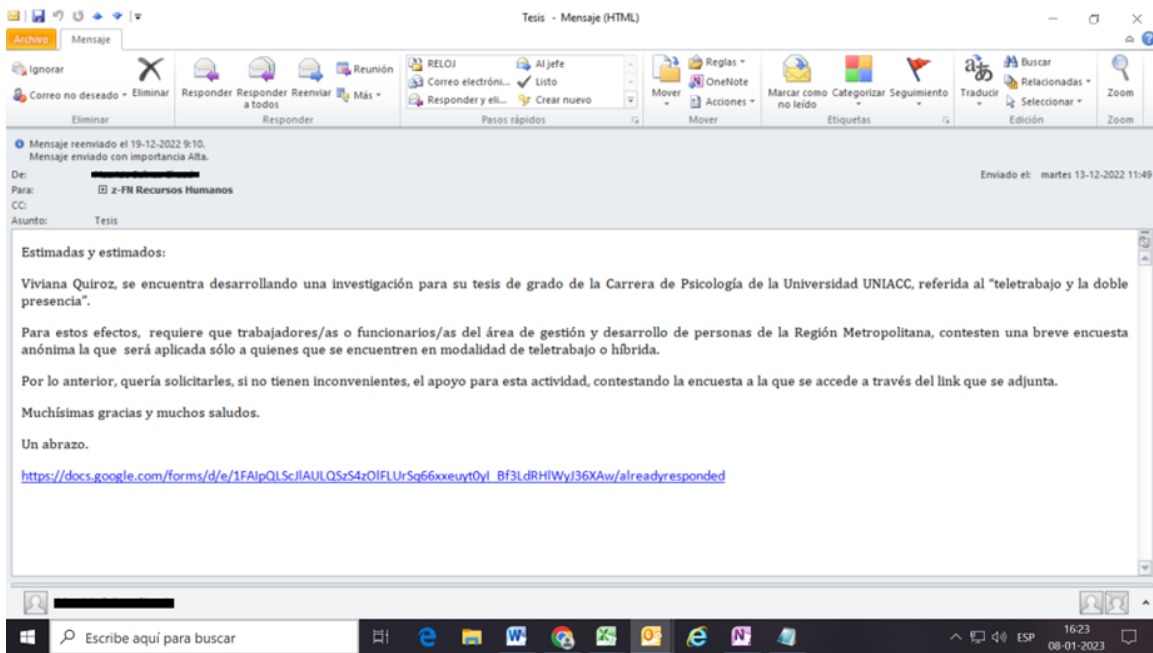 Tesis - Mensaje (HTML)
Archivo Mensaje
Ignorar
Correo no deseado
Eliminar
Responder
Responder a todos
Reenviar
Reunión
Más
RELOJ
Correo electróni...
Responder y eli...
Al jefe
Listo
Crear nuevo
Mover
Reglas
OneNote
Acciones
Marcar como no leído
Categorizar
Seguimiento
Traducir
Buscar
Relacionadas
Seleccionar
Zoom
Eliminar Responder Pasos rápidos Mover Etiquetas Edición Zoom
Mensaje reenviado el 19-12-2022 9:10.
Mensaje enviado con importancia Alta.
De: Enviado el: martes 13-12-2022 11:49
Para: z-FN Recursos Humanos
CC:
Asunto: Tesis
Estimadas y estimados:
Viviana Quiroz, se encuentra desarrollando una investigación para su tesis de grado de la Carrera de Psicología de la Universidad UNIACC, referida al “teletrabajo y la doble
presencia”.
Para estos efectos, requiere que trabajadores/as o funcionarios/as del área de gestión y desarrollo de personas de la Región Metropolitana, contesten una breve encuesta
anónima la que será aplicada sólo a quienes que se encuentren en modalidad de teletrabajo o híbrida.
Por lo anterior, quería solicitarles, si no tienen inconvenientes, el apoyo para esta actividad, contestando la encuesta a la que se accede a través del link que se adjunta.
Muchísimas gracias y muchos saludos.
Un abrazo.
https://docs.google.com/forms/d/e/1FAIpQLScJlAULQSzS4zOlFLUrSq66xxeuyt0yI_Bf3LdRHlWyJ36XAw/alreadyresponded
Escribe aquí para buscar
ESP
16:23
08-01-2023